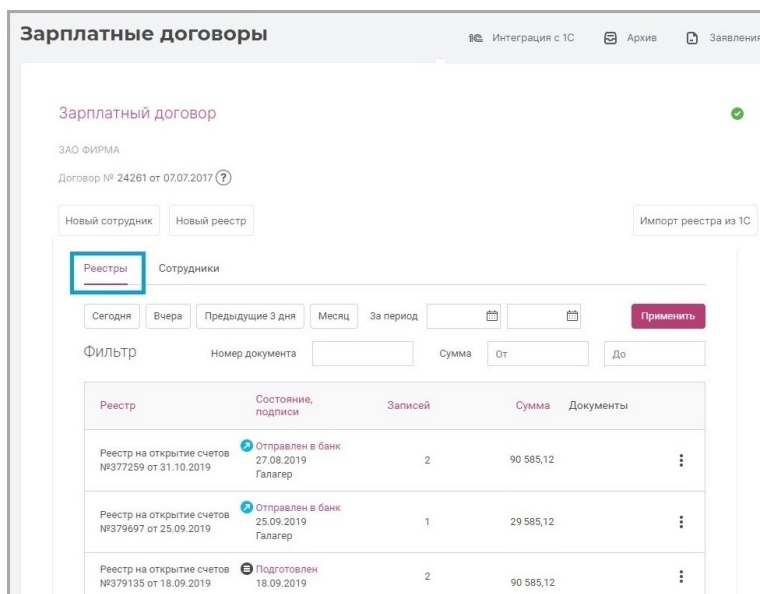 Зарплатные договоры
1С Интеграция с 1С Архив Заявления
Зарплатный договор
ЗАО ФИРМА
Договор № 24261 от 07.07.2017 ?
Новый сотрудник Новый реестр Импорт реестра из 1С
Реестры Сотрудники
Сегодня Вчера Предыдущие 3 дня Месяц За период Применить
Фильтр Номер документа Сумма От До
Реестр Состояние, подписи Записей Сумма Документы
Реестр на открытие счетов Отправлен в банк
№377259 от 31.10.2019 27.08.2019 2 90 585,12
Галагер
Реестр на открытие счетов Отправлен в банк
№379697 от 25.09.2019 25.09.2019 1 29 585,12
Галагер
Реестр на открытие счетов Подготовлен
№379135 от 18.09.2019 18.09.2019 2 90 585,12